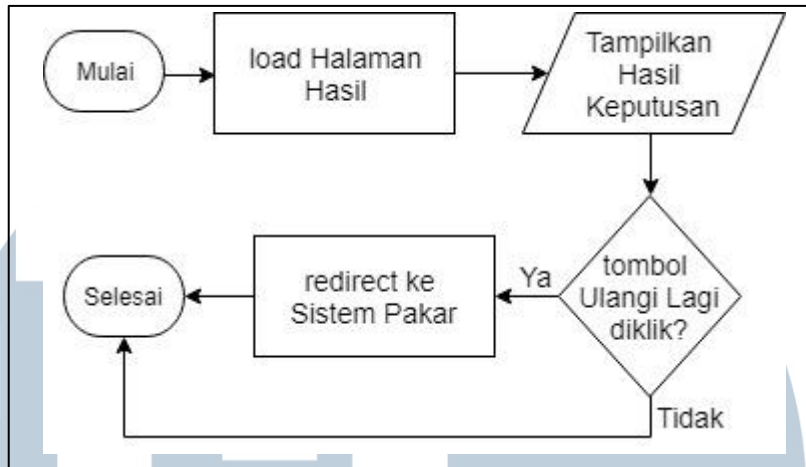 Mulai
load Halaman
Hasil
Tampilkan
Hasil
Keputusan
tombol
Ulangi Lagi
diklik?
Ya
redirect ke
Sistem Pakar
Selesai
Tidak